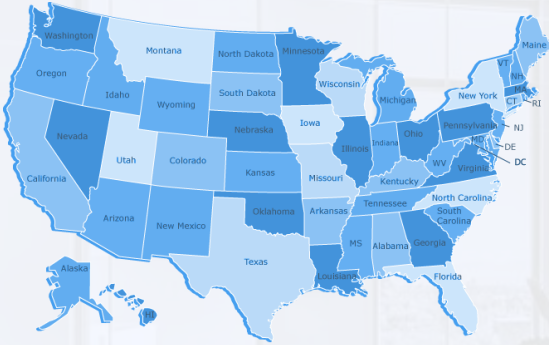 Washington
Montana
North Dakota
Minnesota
Maine
VT
NH
Oregon
Idaho
South Dakota
Wisconsin
Michigan
New York
MA
CT
RI
Wyoming
Nebraska
Iowa
Illinois
Indiana
Ohio
Pennsylvania
NJ
MD
DE
DC
Nevada
Utah
Colorado
Kansas
Missouri
Kentucky
WV
Virginia
California
Arizona
New Mexico
Oklahoma
Arkansas
Tennessee
North Carolina
South
Carolina
Texas
Louisiana
MS
Alabama
Georgia
Florida
Alaska
HI